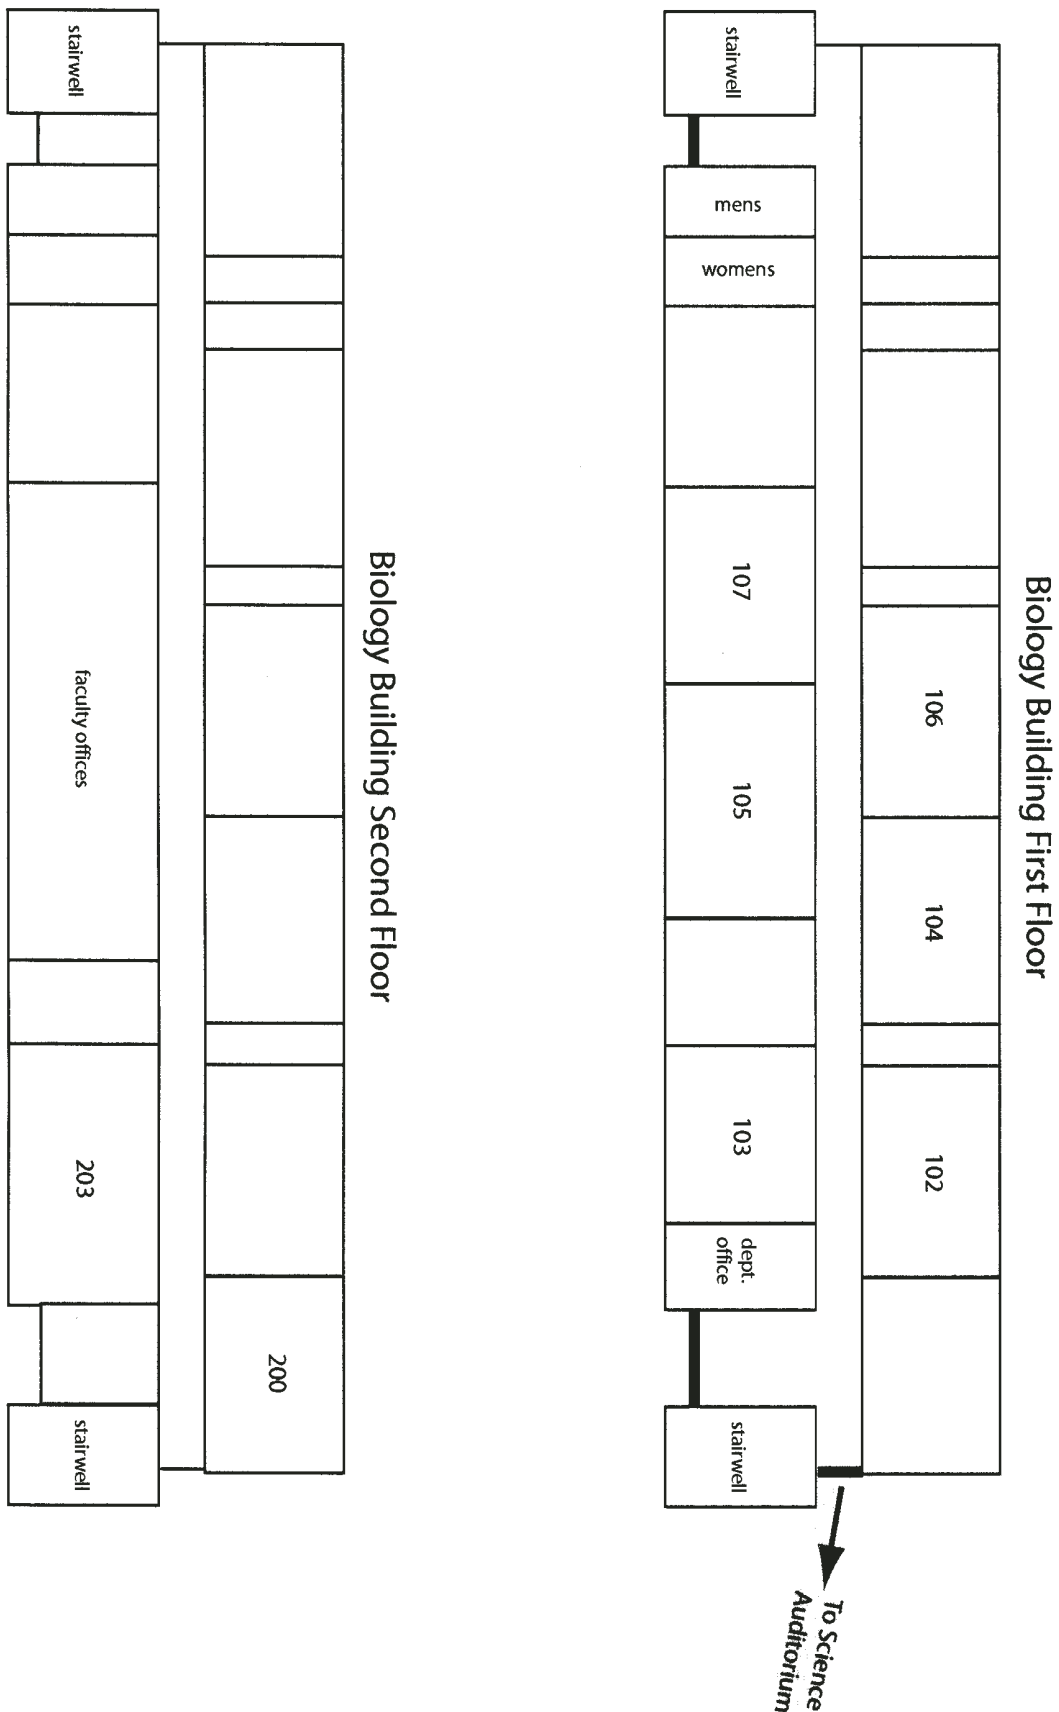 Biology Building First Floor
106
104
102
stairwell
mens
womens
107
105
103
dept.
office
stairwell
To Science
Auditorium
Biology Building Second Floor
200
stairwell
faculty offices
203
stairwell